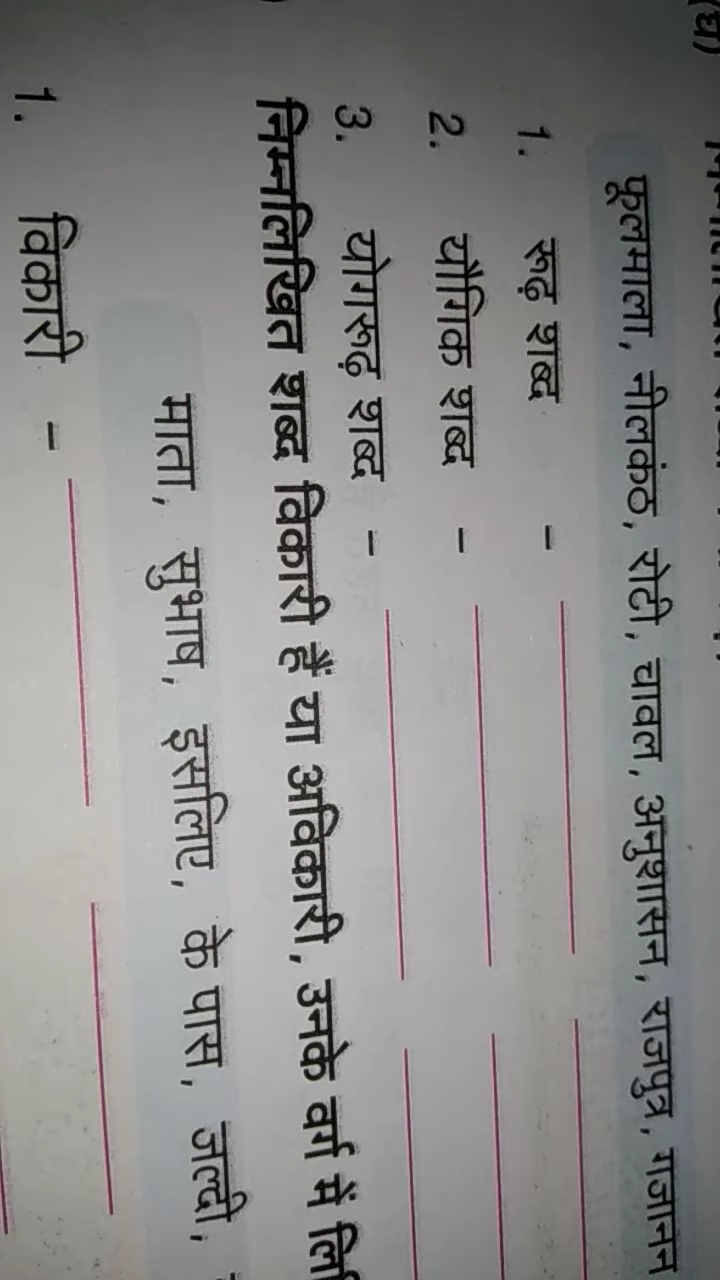 (घ)
फूलमाला, नीलकंठ, रोटी, चावल, अनुशासन, राजपुत्र, गजानन
1. रूढ़ शब्द -
2. यौगिक शब्द -
3. योगरूढ़ शब्द -
निम्नलिखित शब्द विकारी हैं या अविकारी, उनके वर्ग में
माता, सुभाष, इसलिए, के पास, जल्दी,
1. विकारी -